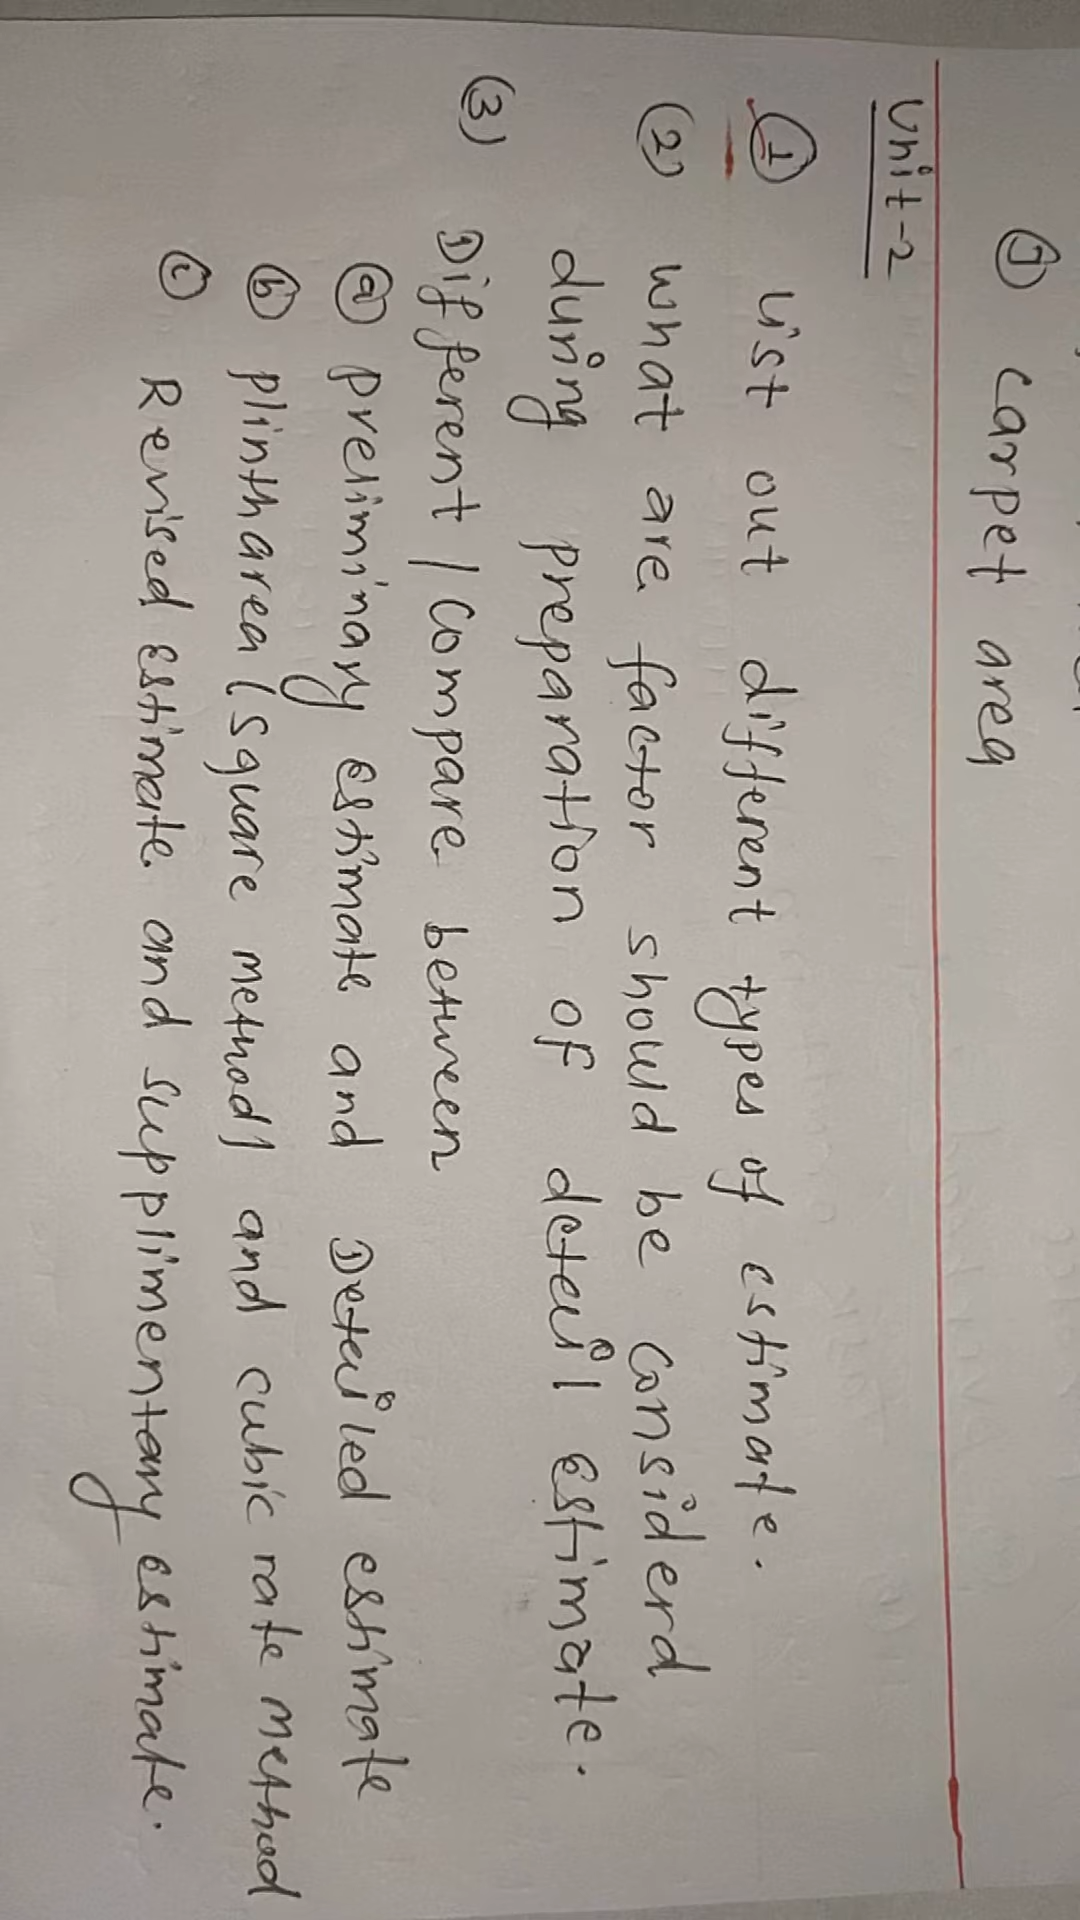 ① carpet area
Unit-2
① List out different types of estimate.
(2) what are factor should be considerd
during preparation of detail estimate.
(3) Different / compare between
ⓐ preliminary estimate and Detailed estimate
ⓑ plintharea (square method) and cubic rate method
ⓒ Revised estimate and supplimentary estimate.